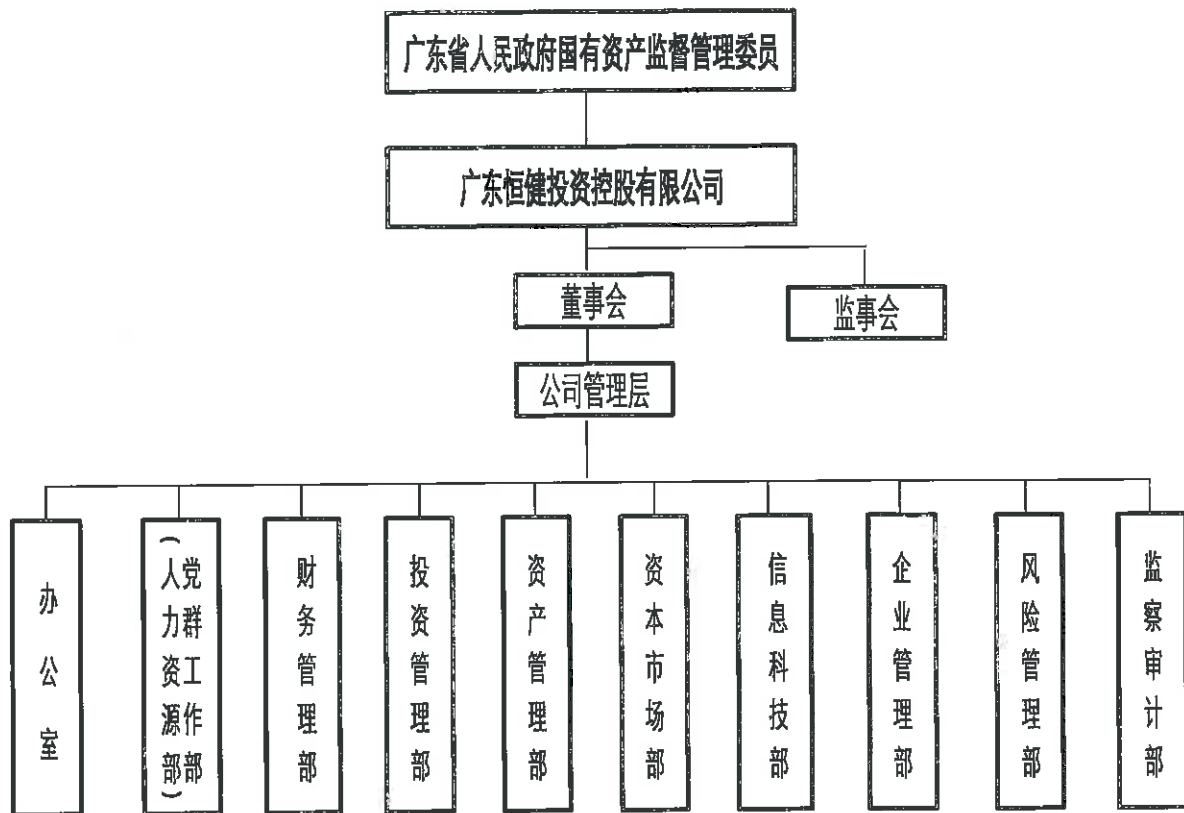 广东省人民政府国有资产监督管理委员
广东恒健投资控股有限公司
董事会
监事会
公司管理层
办公室
党群工作部
(人力资源部)
财务管理部
投资管理部
资产管理部
资本市场部
信息科技部
企业管理部
风险管理部
监察审计部